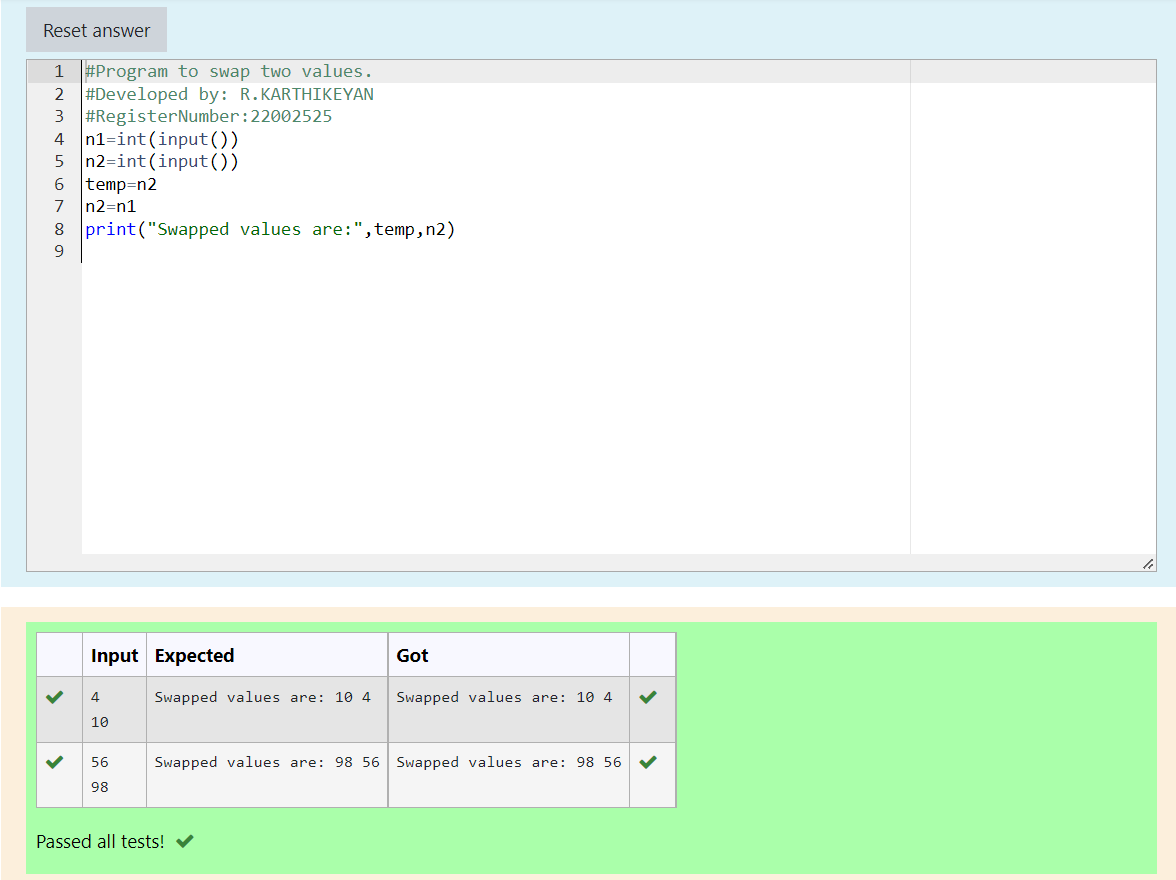 Reset answer
1 #Program to swap two values.
2 #Developed by: R.KARTHIKEYAN
3 #RegisterNumber:22002525
4 n1=int(input())
5 n2=int(input())
6 temp=n2
7 n2=n1
8 print("Swapped values are:",temp,n2)
9
Input Expected Got
4 Swapped values are: 10 4 Swapped values are: 10 4
10
56 Swapped values are: 98 56 Swapped values are: 98 56
98
Passed all tests!